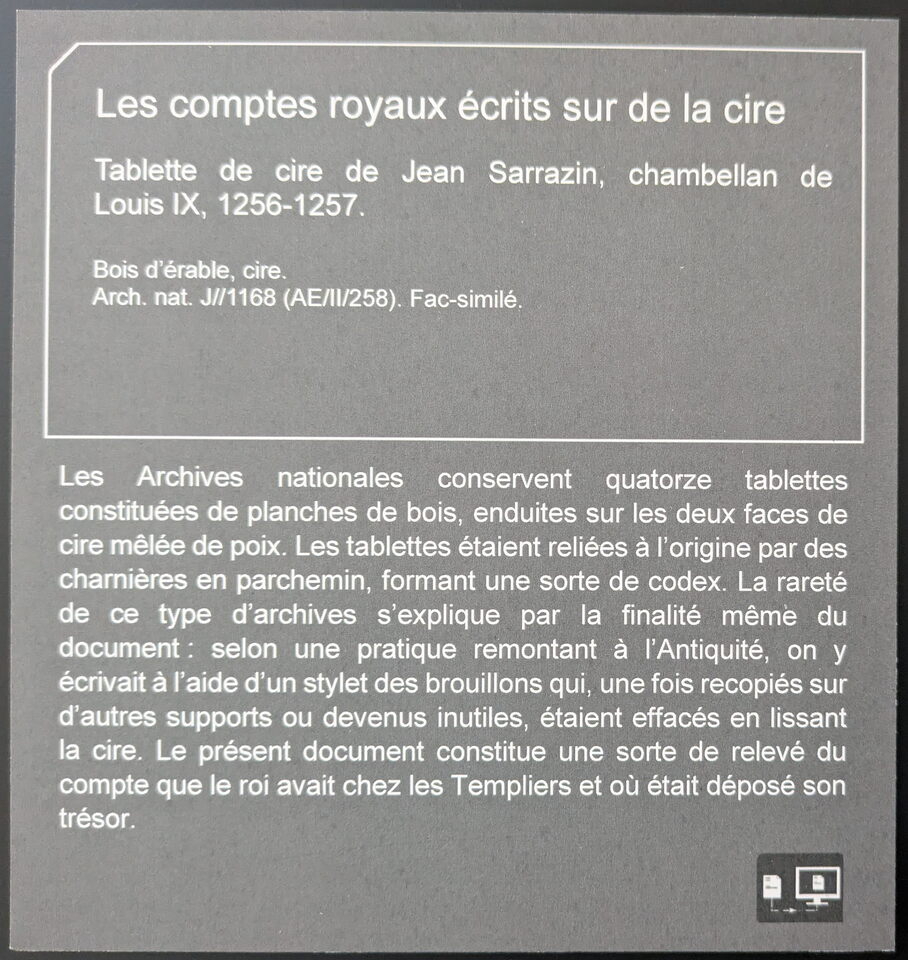 Les comptes royaux écrits sur de la cire
Tablette de cire de Jean Sarrazin, chambellan de
Louis IX, 1256-1257.
Bois d'érable, cire.
Arch. nat. J//1168 (AE/II/258). Fac-similé.
Les Archives nationales conservent quatorze tablettes
constituées de planches de bois, enduites sur les deux faces de
cire mêlée de poix. Les tablettes étaient reliées à l'origine par des
charnières en parchemin, formant une sorte de codex. La rareté
de ce type d'archives s'explique par la finalité même du
document : selon une pratique remontant à l'Antiquité, on y
écrivait à l'aide d'un stylet des brouillons qui, une fois recopiés sur
d'autres supports ou devenus inutiles, étaient effacés en lissant
la cire. Le présent document constitue une sorte de relevé du
compte que le roi avait chez les Templiers et où était déposé son
trésor.